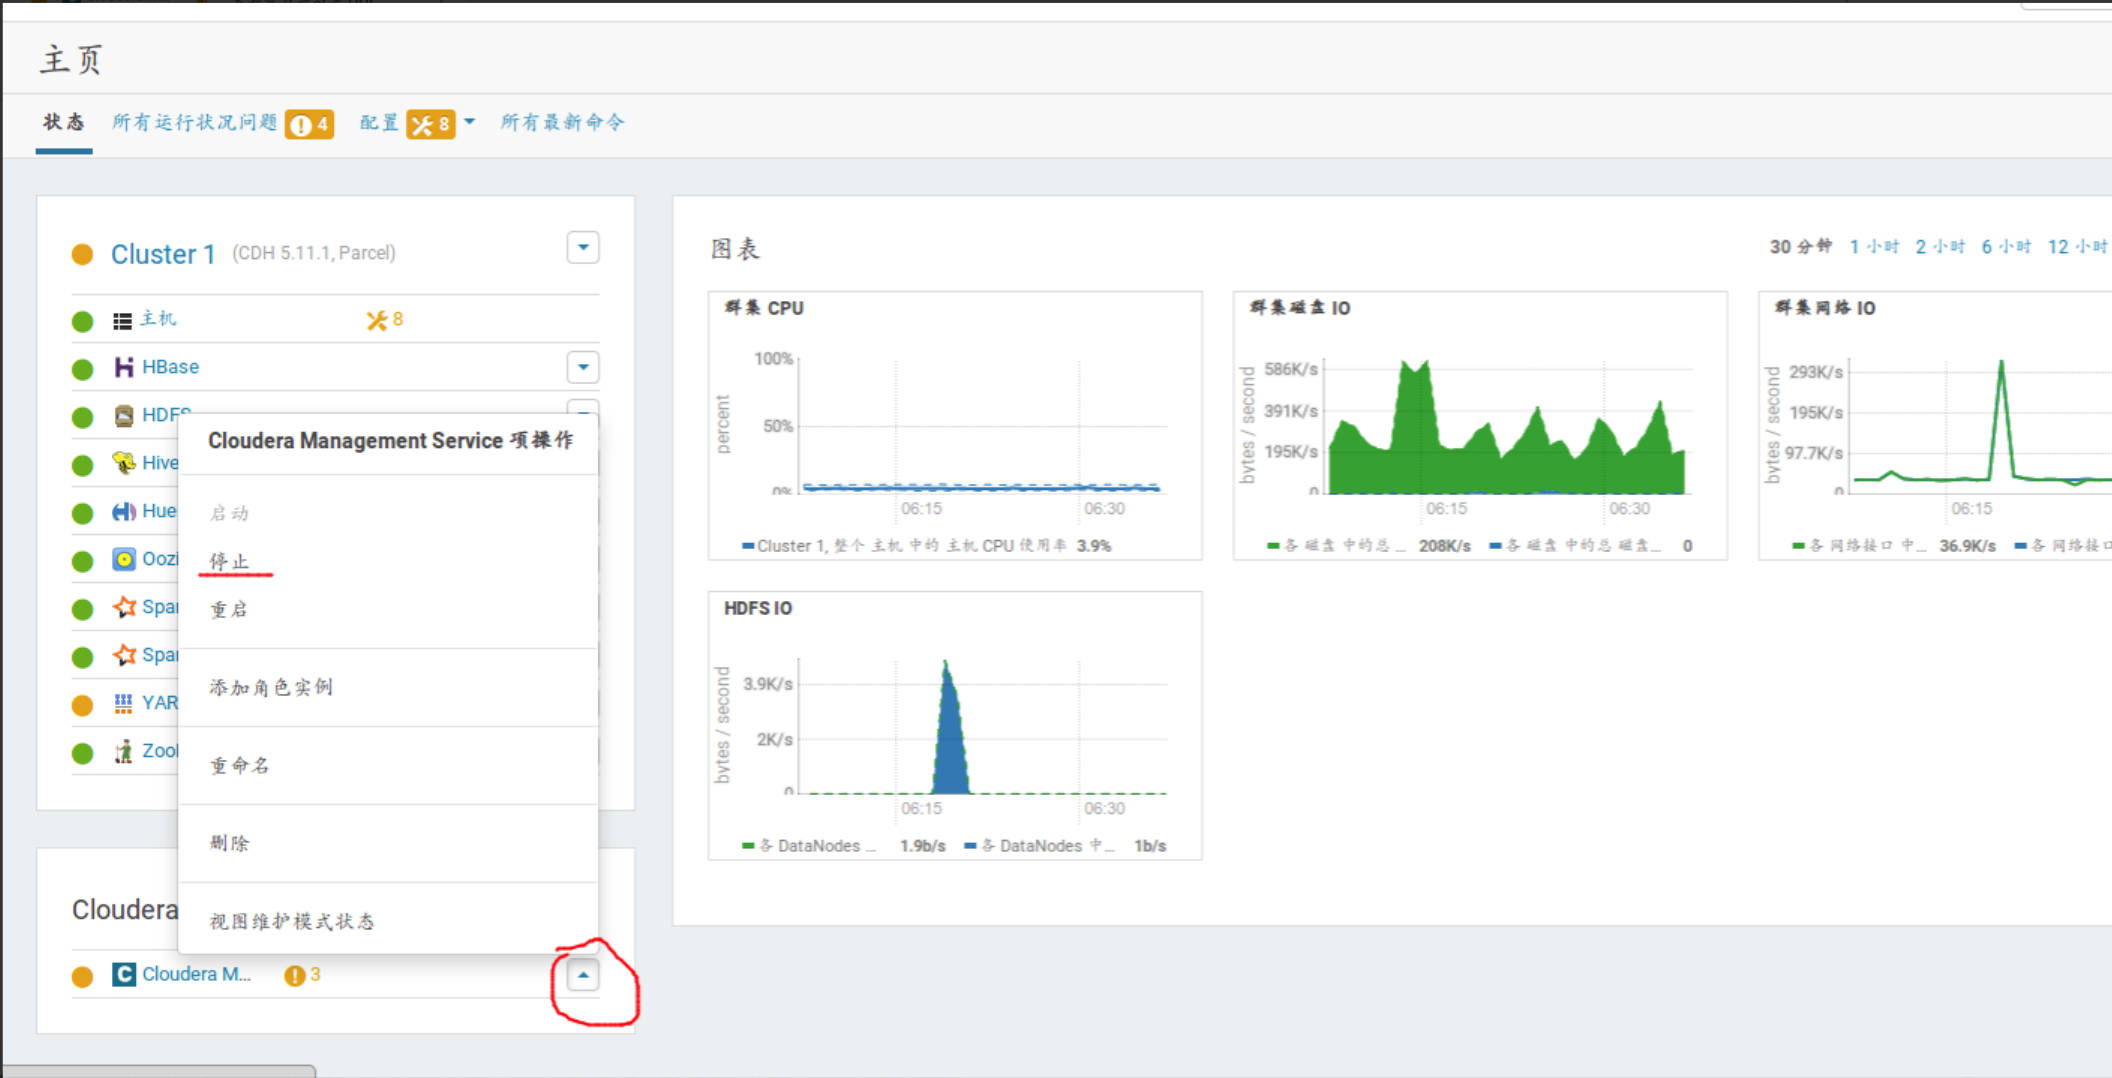 主页
状态 所有运行状况问题 4 配置 8 所有最新命令
Cluster 1 (CDH 5.11.1, Parcel)
主机 8
HBase
HDFS
Hive
Hue
Oozi
Spar
Spar
YAR
Zool
Cloudera Management Service 项操作
启动
停止
重启
添加角色实例
重命名
删除
视图维护模式状态
Cloudera
Cloudera M... 3
图表
30 分钟 1 小时 2 小时 6 小时 12 小时
群集 CPU
percent
100%
50%
0%
06:15 06:30
Cluster 1, 整个 主机 中的 主机 CPU 使用率 3.9%
群集磁盘 IO
bytes / second
586K/s
391K/s
195K/s
0
06:15 06:30
各 磁盘 中的总 ... 208K/s 各 磁盘 中的总 磁盘... 0
群集网络 IO
bytes / second
293K/s
195K/s
97.7K/s
0
06:15
各 网络接口 中... 36.9K/s 各 网络接口
HDFS IO
bytes / second
3.9K/s
2K/s
0
06:15 06:30
各 DataNodes ... 1.9b/s 各 DataNodes 中... 1b/s